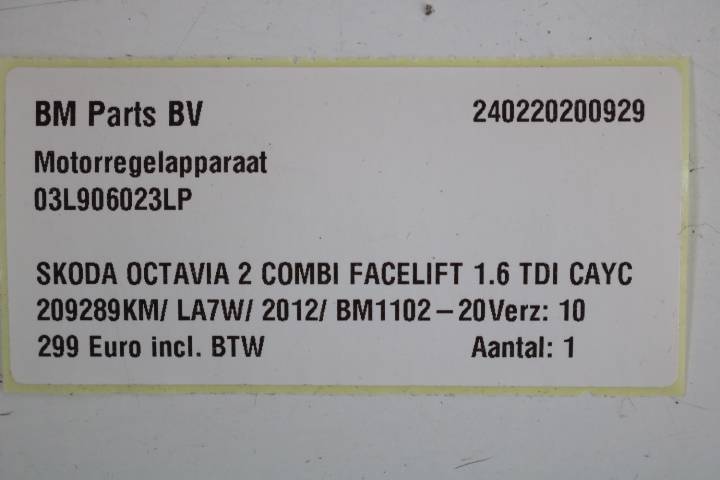 BM Parts BV 240220200929
Motorregelapparaat
03L906023LP
SKODA OCTAVIA 2 COMBI FACELIFT 1.6 TDI CAYC
209289KM/ LA7W/ 2012/ BM1102-20Verz: 10
299 Euro incl. BTW Aantal: 1